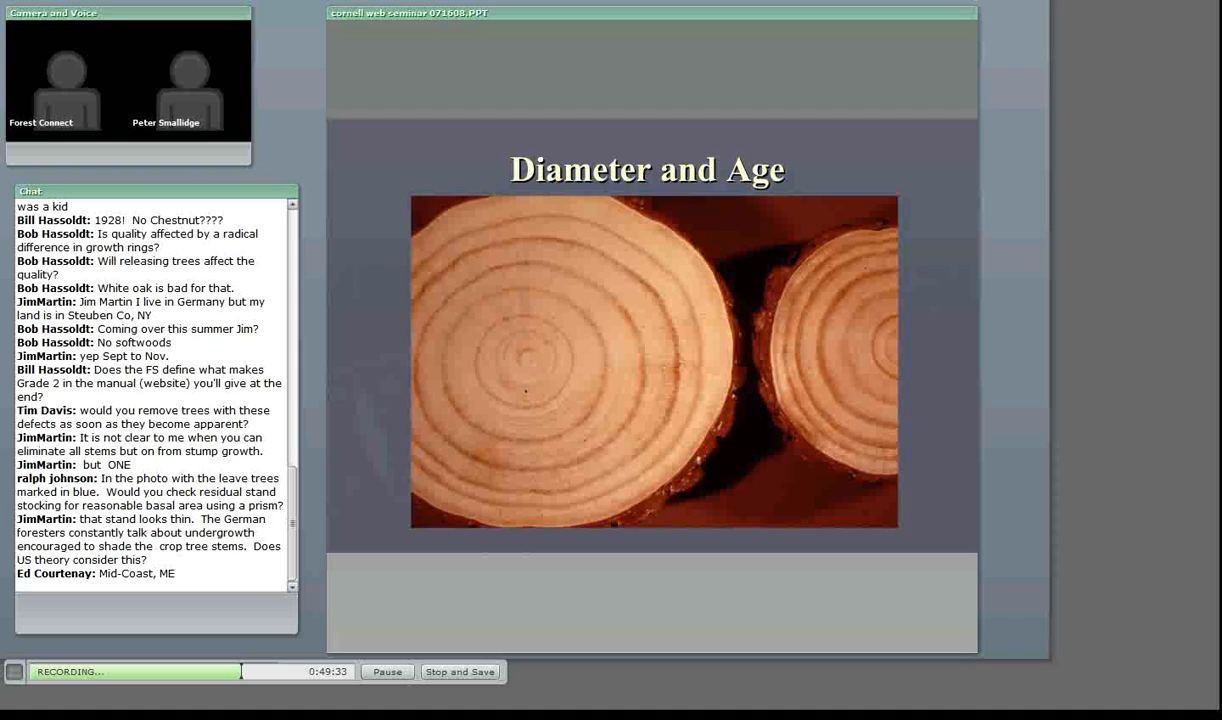 Camera and Voice
Forest Connect
Peter Smallidge
Chat
was a kid
Bill Hassoldt: 1928! No Chestnut????
Bob Hassoldt: Is quality affected by a radical
difference in growth rings?
Bob Hassoldt: Will releasing trees affect the
quality?
Bob Hassoldt: White oak is bad for that.
JimMartin: Jim Martin I live in Germany but my
land is in Steuben Co, NY
Bob Hassoldt: Coming over this summer Jim?
Bob Hassoldt: No softwoods
JimMartin: yep Sept to Nov.
Bill Hassoldt: Does the FS define what makes
Grade 2 in the manual (website) you'll give at the
end?
Tim Davis: would you remove trees with these
defects as soon as they become apparent?
JimMartin: It is not clear to me when you can
eliminate all stems but on from stump growth.
JimMartin: but ONE
ralph johnson: In the photo with the leave trees
marked in blue. Would you check residual stand
stocking for reasonable basal area using a prism?
JimMartin: that stand looks thin. The German
foresters constantly talk about undergrowth
encouraged to shade the crop tree stems. Does
US theory consider this?
Ed Courtenay: Mid-Coast, ME
cornell web seminar 071608.PPT
Diameter and Age
RECORDING...
0:49:33
Pause
Stop and Save